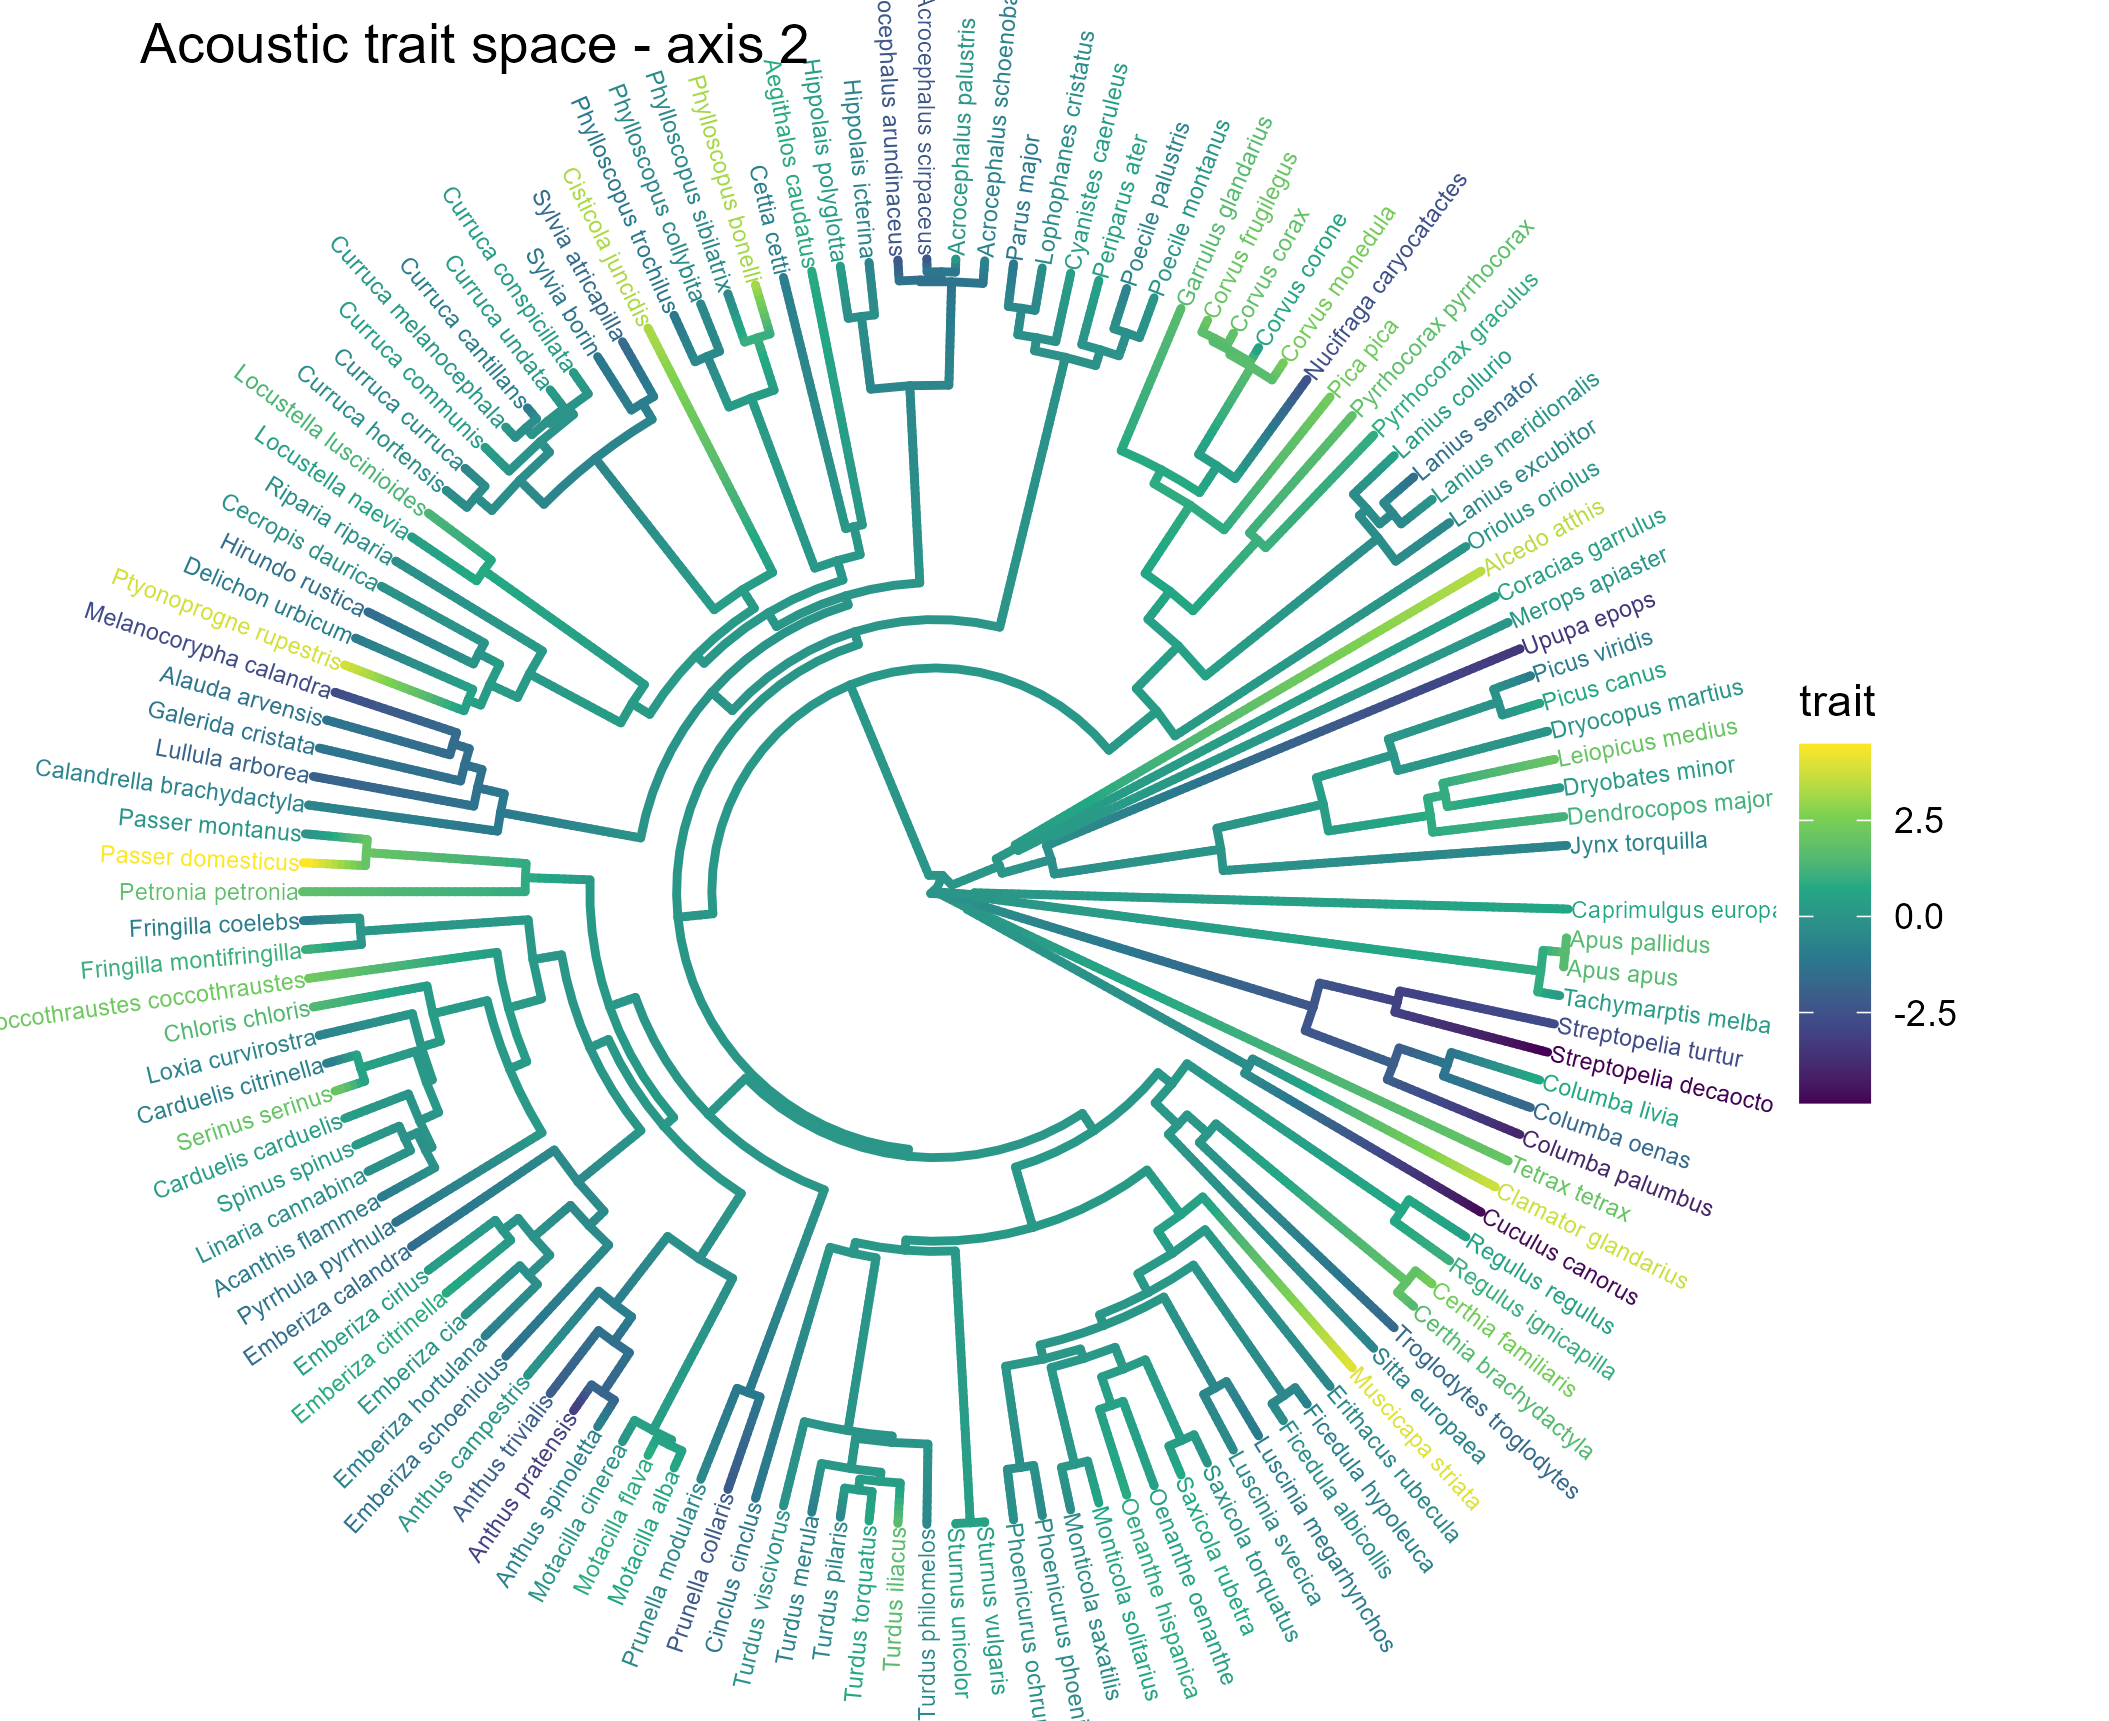 Acoustic trait space - axis 2
Acrocephalus scirpaceus
Acrocephalus palustris
Parus major
Lophophanes cristatus
Cyanistes caeruleus
Periparus ater
Poecile palustris
Poecile montanus
Garrulus glandarius
Corvus frugilegus
Corvus corax
Corvus corone
Corvus monedula
Nucifraga caryocatactes
Pica pica
Pyrrhocorax pyrrhocorax
Pyrrhocorax graculus
Lanius collurio
Lanius senator
Lanius meridionalis
Lanius excubitor
Oriolus oriolus
Alcedo atthis
Coracias garrulus
Merops apiaster
Upupa epops
Picus viridis
Picus canus
Dryocopus martius
Leiopicus medius
Dryobates minor
Dendrocopos major
Jynx torquilla
Caprimulgus
Apus pallidus
Apus apus
Tachymarptis melba
Streptopelia turtur
Streptopelia decaocto
Columba livia
Columba oenas
Columba palumbus
Tetrax tetrax
Clamator glandarius
Cuculus canorus
Regulus regulus
Regulus ignicapilla
Certhia familiaris
Certhia brachydactyla
Troglodytes troglodytes
Sitta europaea
Muscicapa striata
Erithacus rubecula
Ficedula hypoleuca
Ficedula albicollis
Luscinia megarhynchos
Luscinia svecica
Saxicola torquatus
Saxicola rubetra
Oenanthe oenanthe
Oenanthe hispanica
Monticola solitarius
Monticola saxatilis
Phoenicurus
Phoenicurus
Sturnus vulgaris
Sturnus unicolor
Turdus philomelos
Turdus iliacus
Turdus torquatus
Turdus pilaris
Turdus merula
Turdus viscivorus
Cinclus cinclus
Prunella collaris
Prunella modularis
Motacilla alba
Motacilla flava
Motacilla cinerea
Anthus spinoletta
Anthus pratensis
Anthus trivialis
Anthus campestris
Emberiza schoeniclus
Emberiza hortulana
Emberiza cia
Emberiza citrinella
Emberiza cirlus
Emberiza calandra
Pyrrhula pyrrhula
Acanthis flammea
Linaria cannabina
Spinus spinus
Carduelis carduelis
Serinus serinus
Carduelis citrinella
Loxia curvirostra
Chloris chloris
coccothraustes
Fringilla montifringilla
Fringilla coelebs
Petronia petronia
Passer domesticus
Passer montanus
Calandrella brachydactyla
Lullula arborea
Galerida cristata
Alauda arvensis
Melanocorypha calandra
Ptyonoprogne rupestris
Delichon urbicum
Hirundo rustica
Cecropis daurica
Riparia riparia
Locustella naevia
Locustella luscinioides
Curruca hortensis
Curruca curruca
Curruca communis
Curruca melanocephala
Curruca cantillans
Curruca undata
Curruca conspicillata
Sylvia borin
Sylvia atricapilla
Cisticola juncidis
Phylloscopus trochilus
Phylloscopus collybita
Phylloscopus sibilatrix
Phylloscopus bonelli
Cettia cetti
Aegithalos caudatus
Hippolais polyglotta
Hippolais icterina
arundinaceus
Acrocephalus
trait
2.5
0.0
-2.5